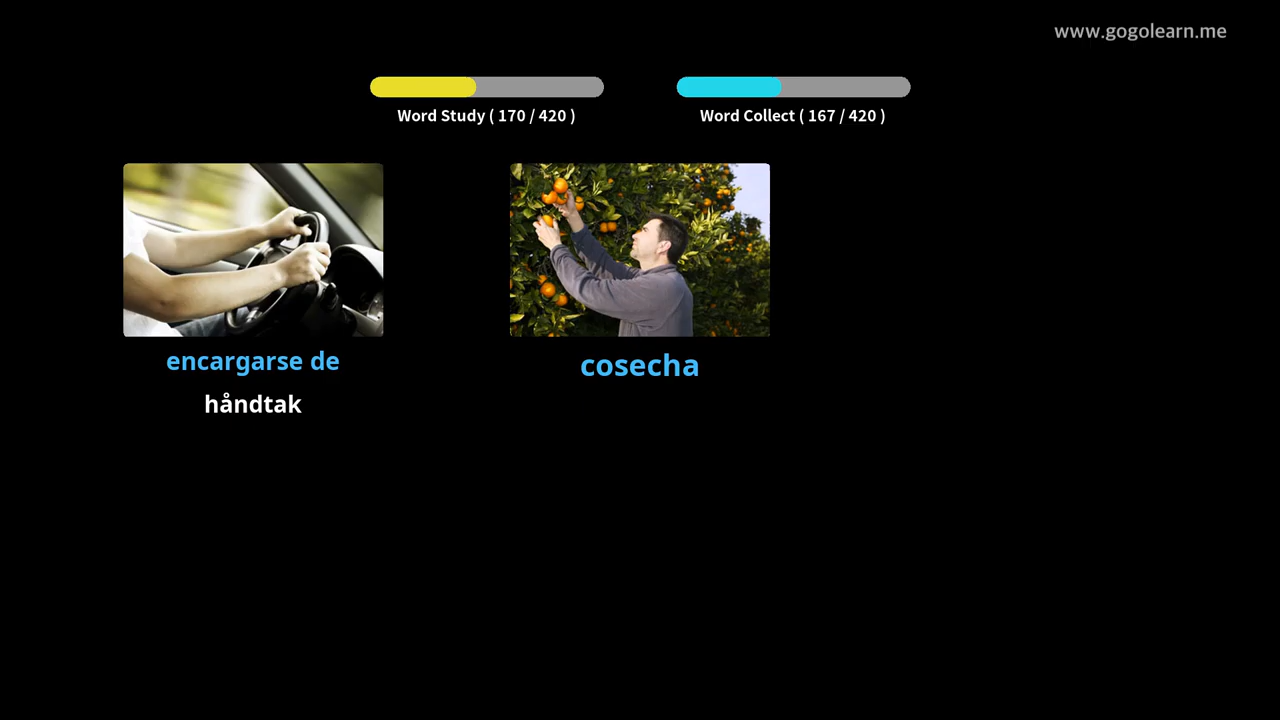 www.gogolearn.me
Word Study ( 170 / 420 )
Word Collect ( 167 / 420 )
encargarse de
håndtak
cosecha